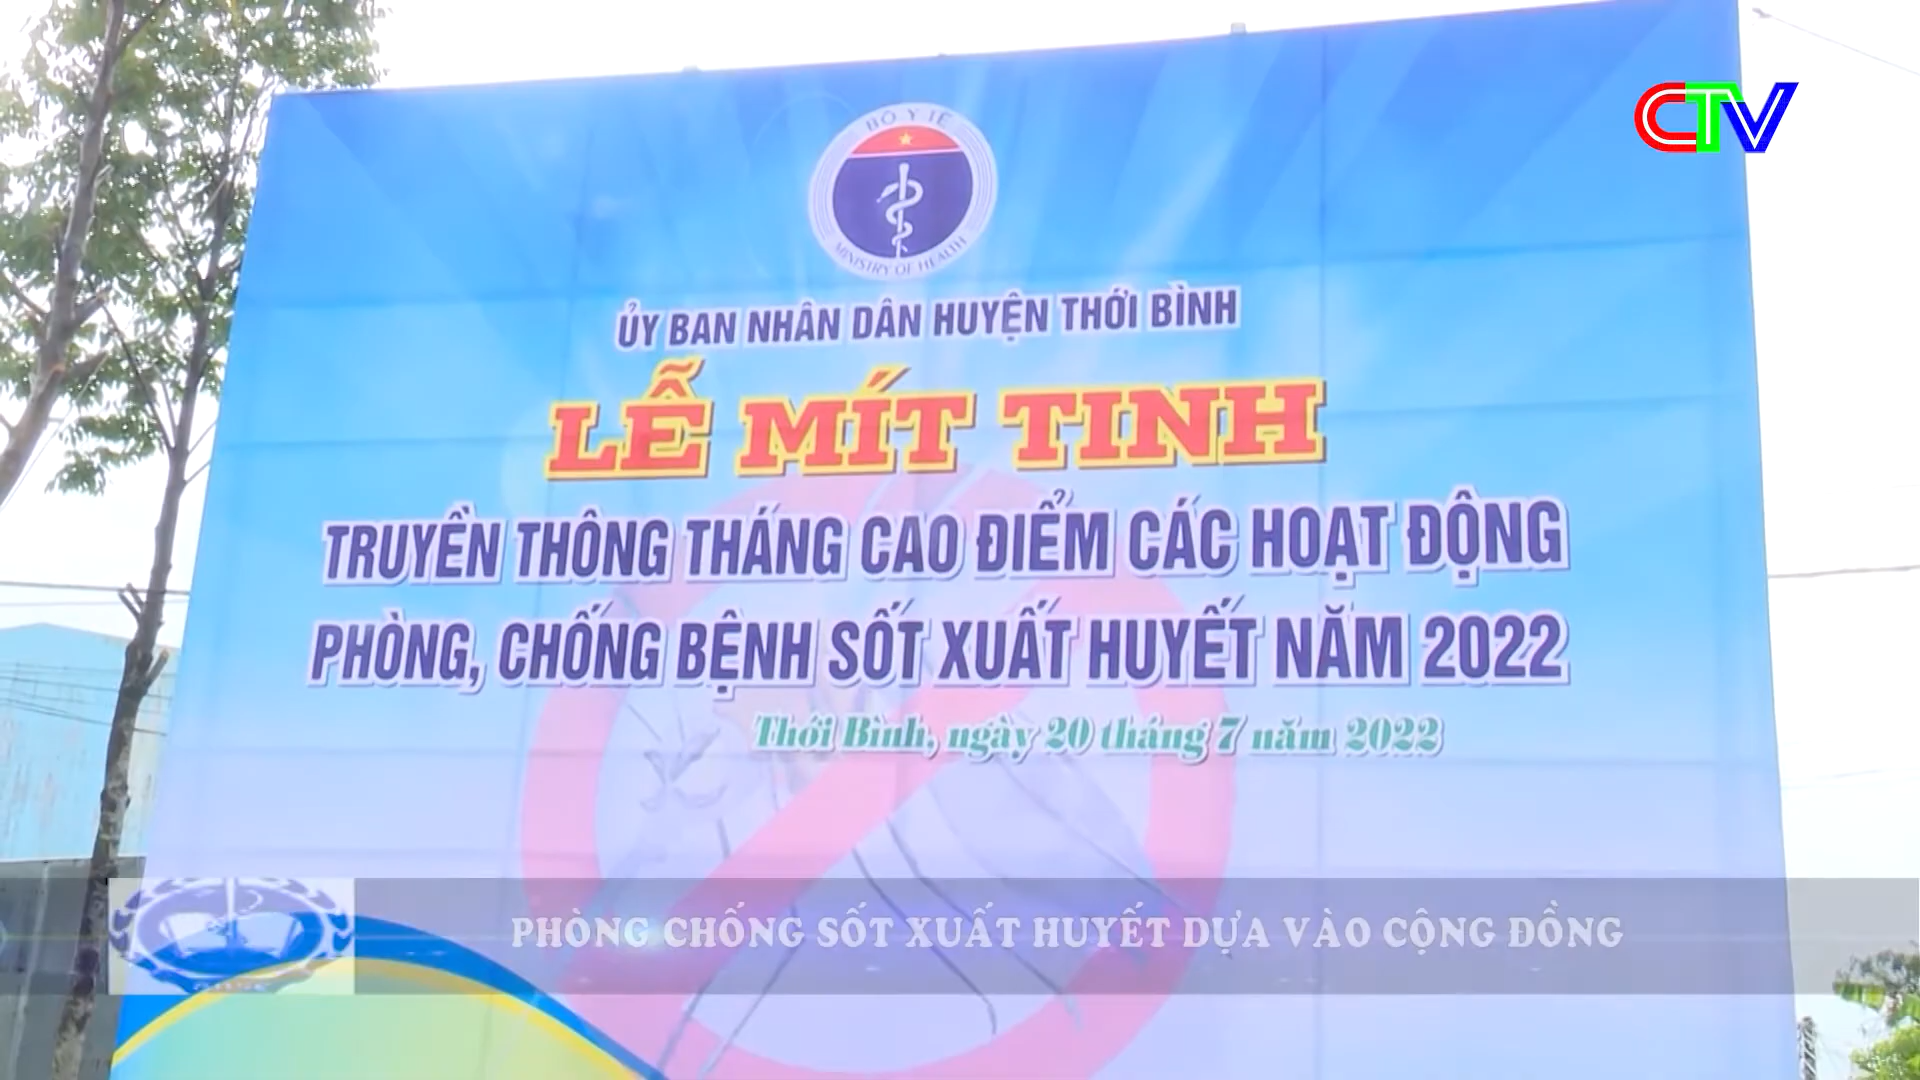 CTV
BỘ Y TẾ
MINISTRY OF HEALTH
ỦY BAN NHÂN DÂN HUYỆN THỚI BÌNH
LỄ MÍT TINH
TRUYỀN THÔNG THÁNG CAO ĐIỂM CÁC HOẠT ĐỘNG
PHÒNG, CHỐNG BỆNH SỐT XUẤT HUYẾT NĂM 2022
Thới Bình, ngày 20 tháng 7 năm 2022
PHÒNG CHỐNG SỐT XUẤT HUYẾT DỰA VÀO CỘNG ĐỒNG